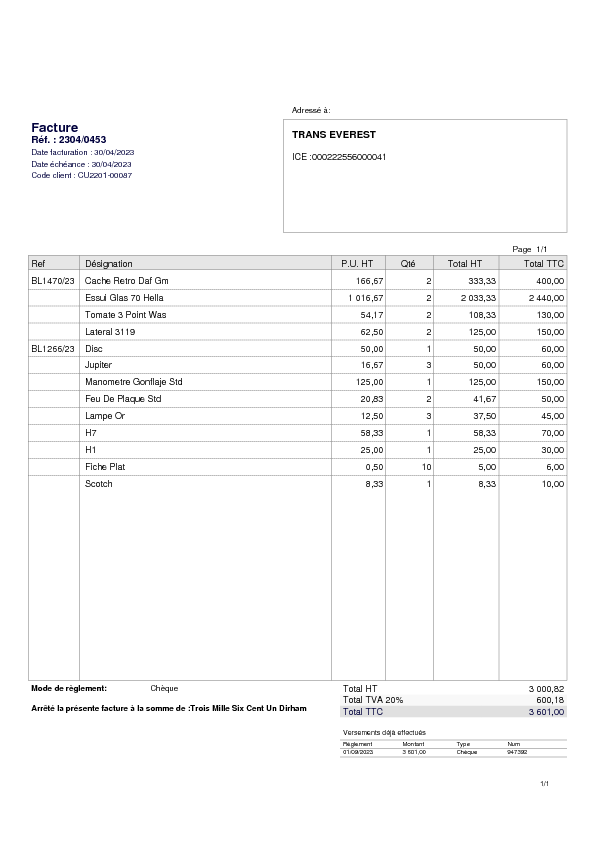 Adressé à:
Facture
Réf. : 2304/0453
Date facturation : 30/04/2023
Date échéance : 30/04/2023
Code client : CU2201-00087
TRANS EVEREST
ICE :000222556000041
Page 1/1
Ref Désignation P.U. HT Qté Total HT Total TTC
BL1470/23 Cache Retro Daf Gm 166,67 2 333,33 400,00
Essui Glas 70 Hella 1 016,67 2 2 033,33 2 440,00
Tomate 3 Point Was 54,17 2 108,33 130,00
Lateral 3119 62,50 2 125,00 150,00
BL1266/23 Disc 50,00 1 50,00 60,00
Jupiter 16,67 3 50,00 60,00
Manometre Gonflaje Std 125,00 1 125,00 150,00
Feu De Plaque Std 20,83 2 41,67 50,00
Lampe Or 12,50 3 37,50 45,00
H7 58,33 1 58,33 70,00
H1 25,00 1 25,00 30,00
Fiche Plat 0,50 10 5,00 6,00
Scotch 8,33 1 8,33 10,00
Mode de règlement: Chèque
Arrêté la présente facture à la somme de :Trois Mille Six Cent Un Dirham
Total HT 3 000,82
Total TVA 20% 600,18
Total TTC 3 601,00
Versements déjà effectués
Règlement Montant Type Num
01/09/2023 3 601,00 Chèque 947392
1/1